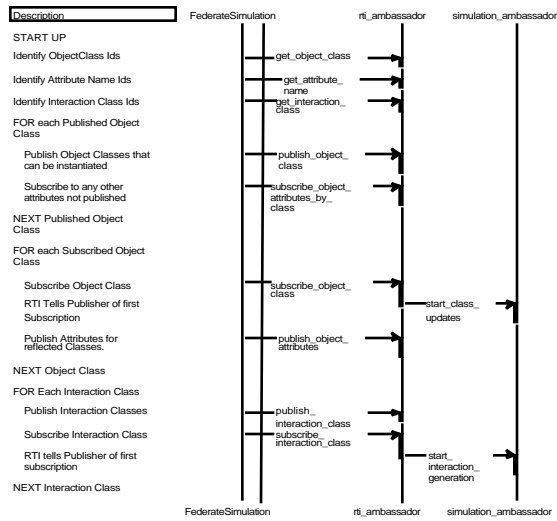 Description FederateSimulation rti_ambassador simulation_ambassador
START UP
Identify ObjectClass Ids get_object_class
Identify Attribute Name Ids get_attribute_
name
Identify Interaction Class Ids get_interaction_
class
FOR each Published Object
Class
Publish Object Classes that publish_object_
can be instantiated class
Subscribe to any other subscribe_object_
attributes not published attributes_by_
class
NEXT Published Object
Class
FOR each Subscribed Object
Class
Subscribe Object Class subscribe_object_
class
RTI Tells Publisher of first start_class_
Subscription updates
Publish Attributes for publish_object_
reflected Classes. attributes
NEXT Object Class
FOR Each Interaction Class
Publish Interaction Classes publish_
interaction_class
Subscribe Interaction Class subscribe_
interaction_class
RTI tells Publisher of first start_
subscription interaction_
generation
NEXT Interaction Class
FederateSimulation rti_ambassador simulation_ambassador